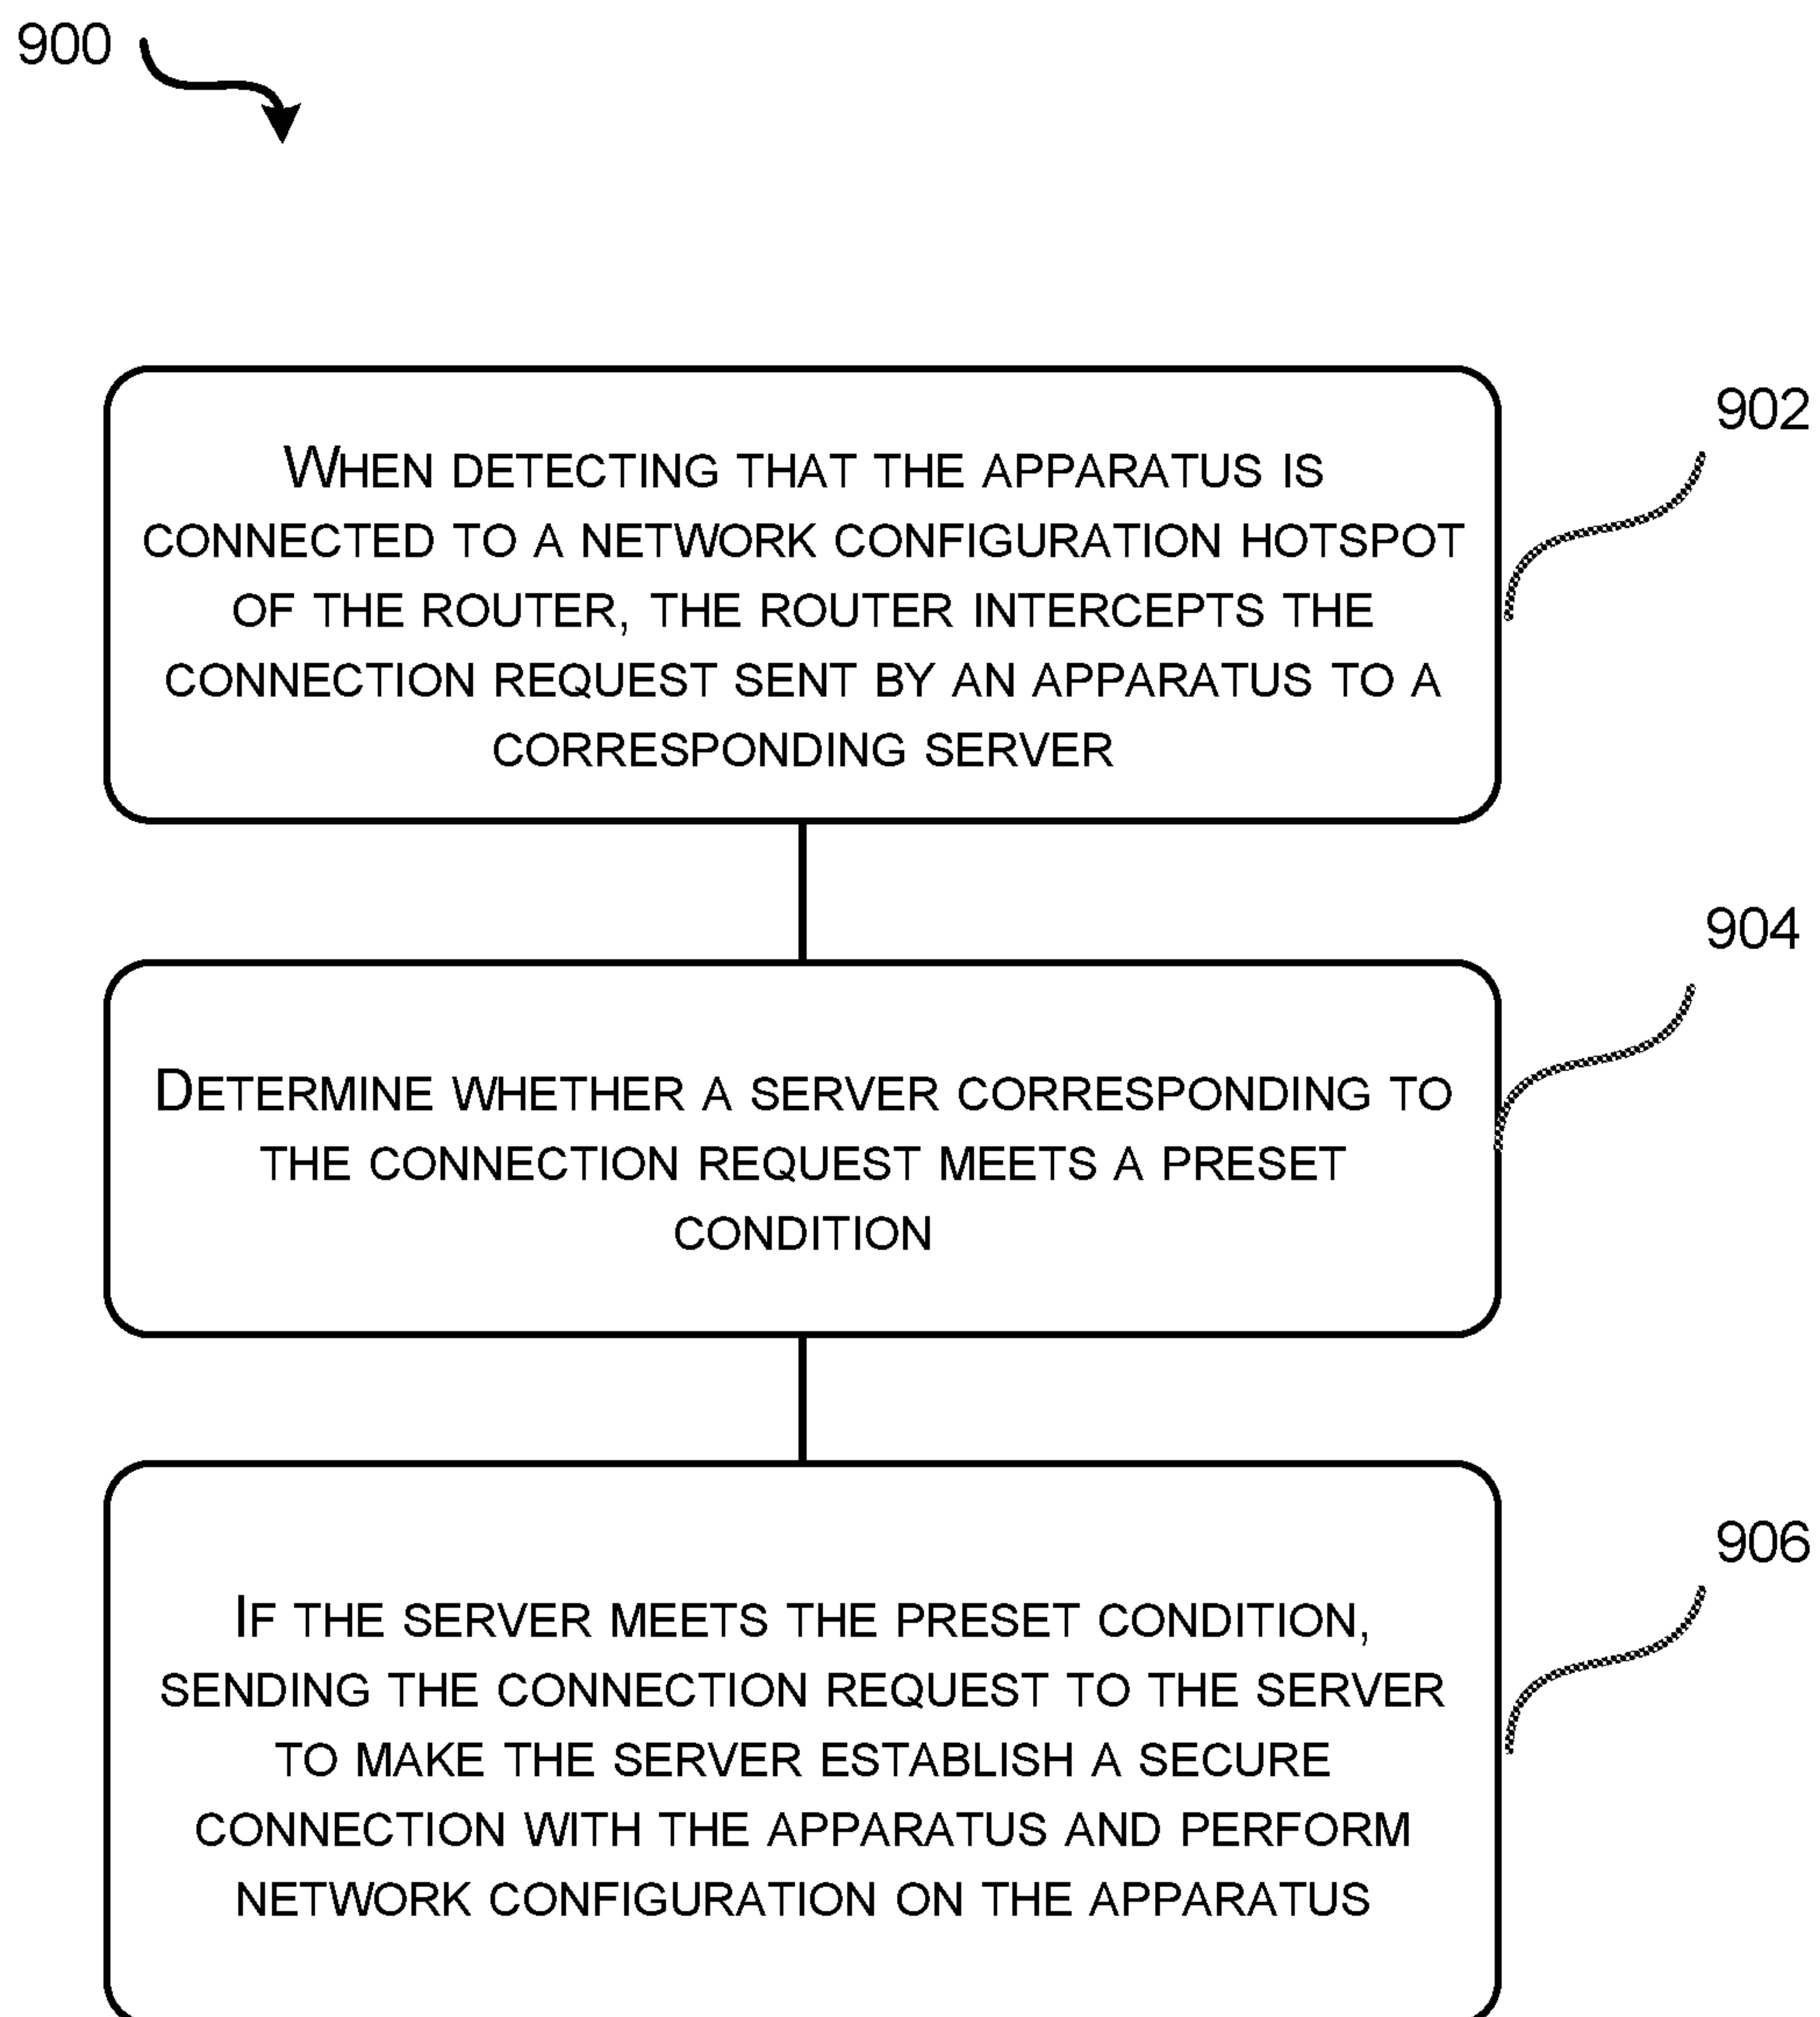 900
902
WHEN DETECTING THAT THE APPARATUS IS
CONNECTED TO A NETWORK CONFIGURATION HOTSPOT
OF THE ROUTER, THE ROUTER INTERCEPTS THE
CONNECTION REQUEST SENT BY AN APPARATUS TO A
CORRESPONDING SERVER
904
DETERMINE WHETHER A SERVER CORRESPONDING TO
THE CONNECTION REQUEST MEETS A PRESET
CONDITION
906
IF THE SERVER MEETS THE PRESET CONDITION,
SENDING THE CONNECTION REQUEST TO THE SERVER
TO MAKE THE SERVER ESTABLISH A SECURE
CONNECTION WITH THE APPARATUS AND PERFORM
NETWORK CONFIGURATION ON THE APPARATUS